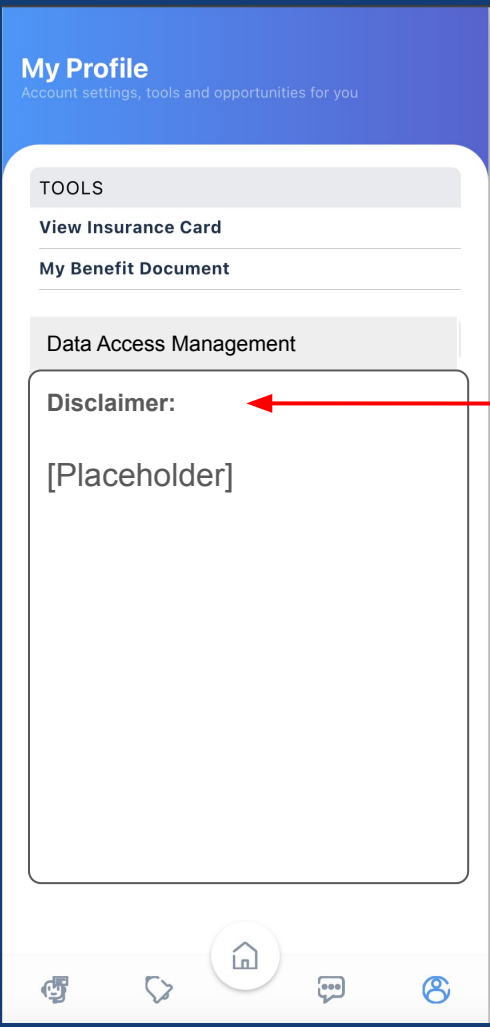 My Profile
Account settings, tools and opportunities for you
TOOLS
View Insurance Card
My Benefit Document
Data Access Management
Disclaimer:
[Placeholder]